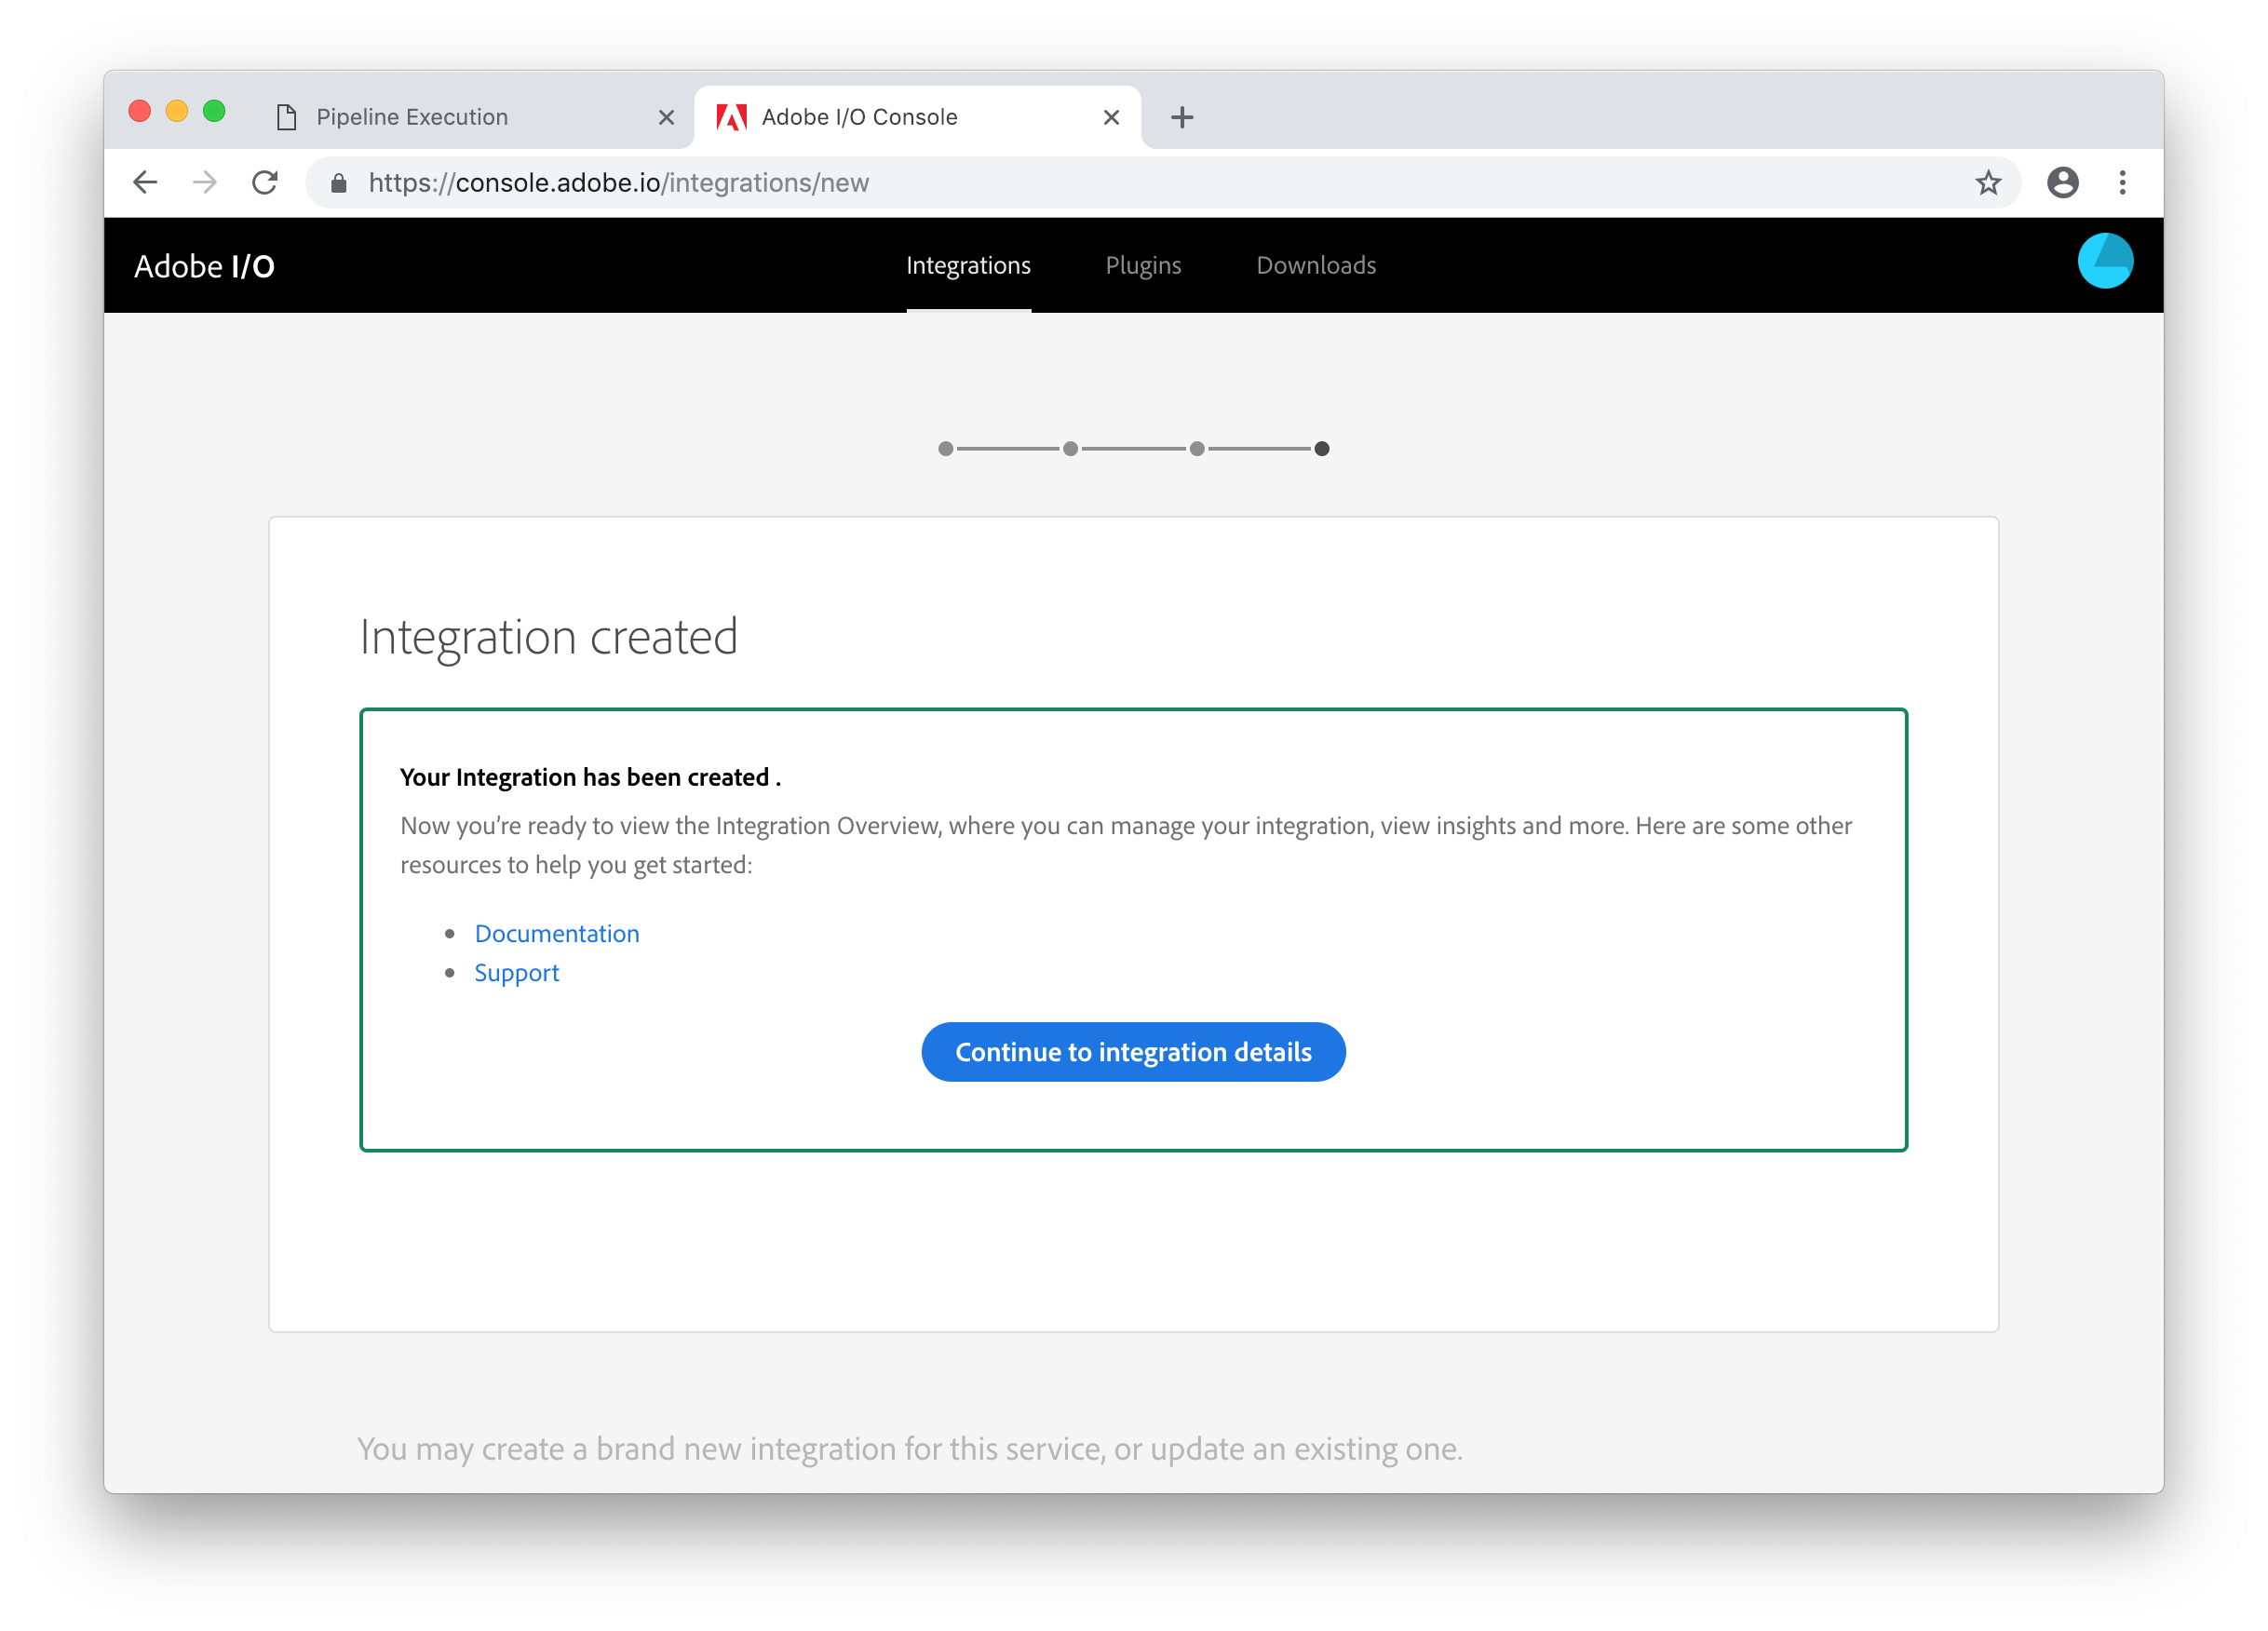 Pipeline Execution
Adobe I/O Console
https://console.adobe.io/integrations/new
Adobe I/O
Integrations
Plugins
Downloads
Integration created
Your Integration has been created .
Now you’re ready to view the Integration Overview, where you can manage your integration, view insights and more. Here are some other
resources to help you get started:
Documentation
Support
Continue to integration details
You may create a brand new integration for this service, or update an existing one.